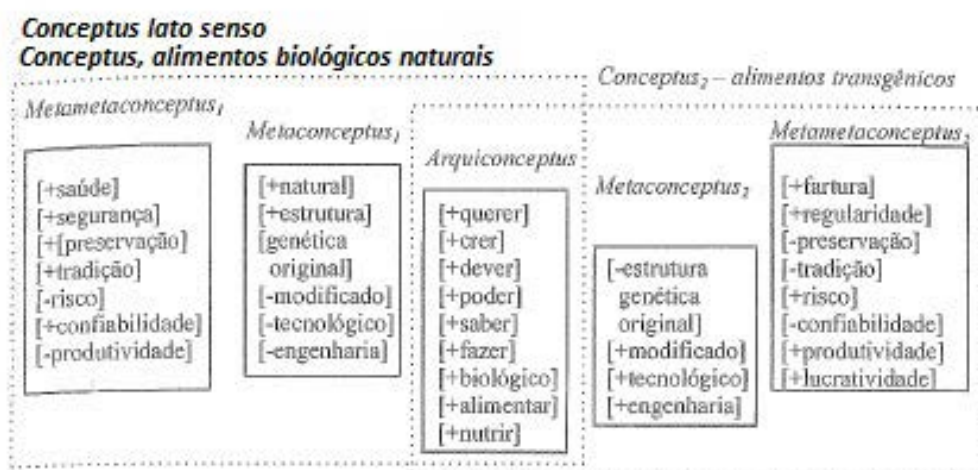 Conceptus lato senso
Conceptus, alimentos biológicos naturais
Conceptus2 – alimentos transgênicos
Metametaconceptus1
[+saúde]
[+segurança]
[+[preservação]
[+tradição]
[-risco]
[+confiabilidade]
[-produtividade]
Metaconceptus1
[+natural]
[+estrutura]
[genética
original]
[-modificado]
[-tecnológico]
[-engenharia]
Arquiconceptus
[+querer]
[+crer]
[+dever]
[+poder]
[+saber]
[+fazer]
[+biológico]
[+alimentar]
[+nutrir]
Metaconceptus2
[-estrutura
genética
original]
[+modificado]
[+tecnológico]
[+engenharia]
Metametaconceptus2
[+fartura]
[+regularidade]
[-preservação]
[-tradição]
[+risco]
[-confiabilidade]
[+produtividade]
[+lucratividade]